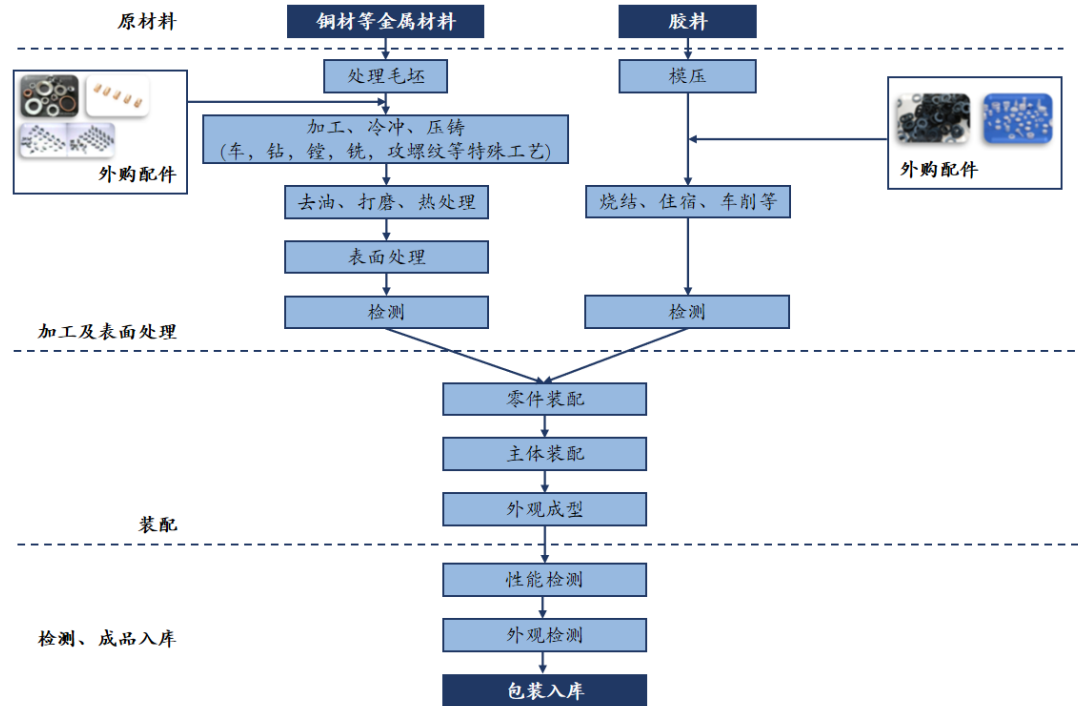 原材料
铜材等金属材料
胶料
处理毛坯
模压
外购配件
加工、冷冲、压铸
(车，钻，镗，铣，攻螺纹等特殊工艺)
外购配件
去油、打磨、热处理
烧结、住宿、车削等
表面处理
检测
检测
加工及表面处理
零件装配
主体装配
外观成型
装配
性能检测
外观检测
检测、成品入库
包装入库